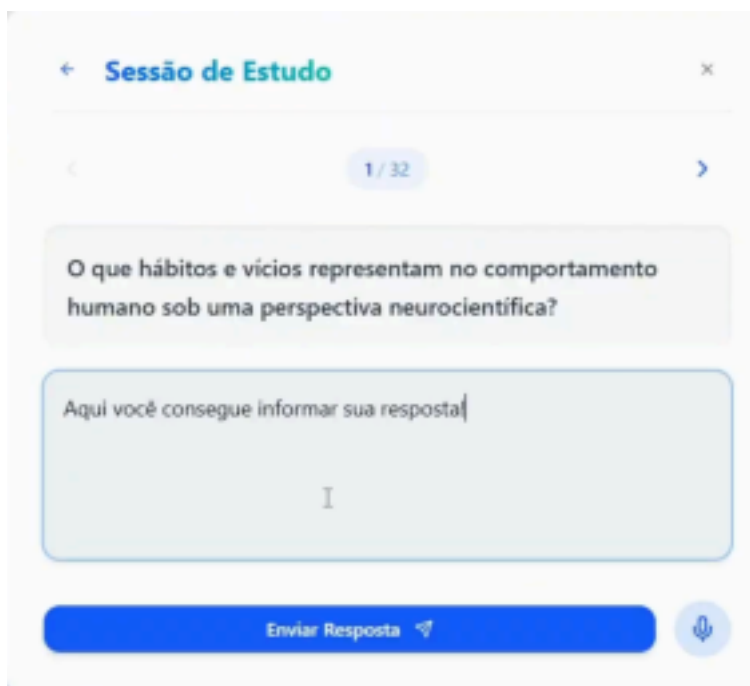 Sessão de Estudo
1 / 32
O que hábitos e vícios representam no comportamento
humano sob uma perspectiva neurocientífica?
Aqui você consegue informar sua resposta!
Enviar Resposta